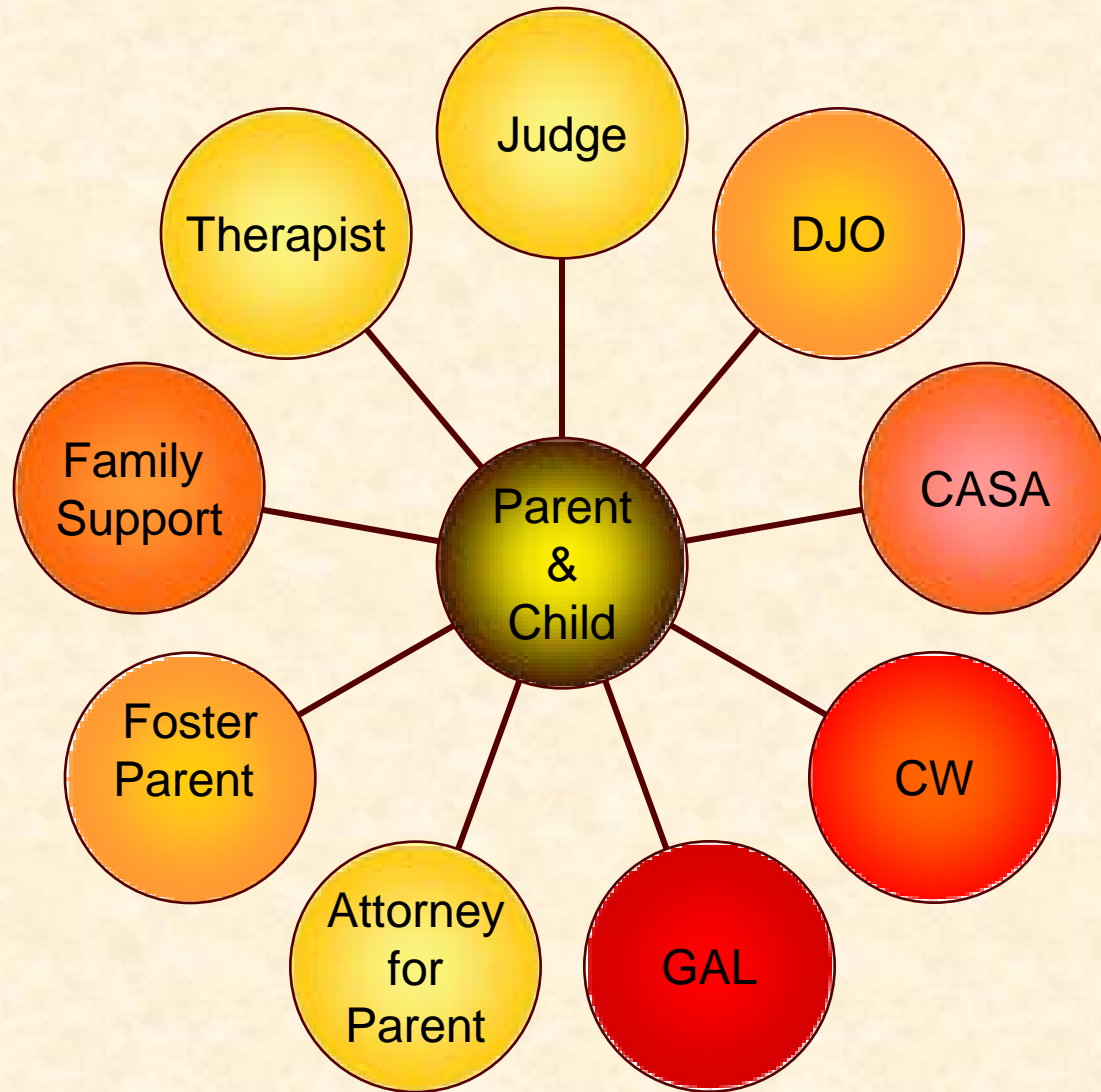 Judge
DJO
CASA
CW
GAL
Attorney
for
Parent
Foster
Parent
Family
Support
Therapist
Parent
&
Child